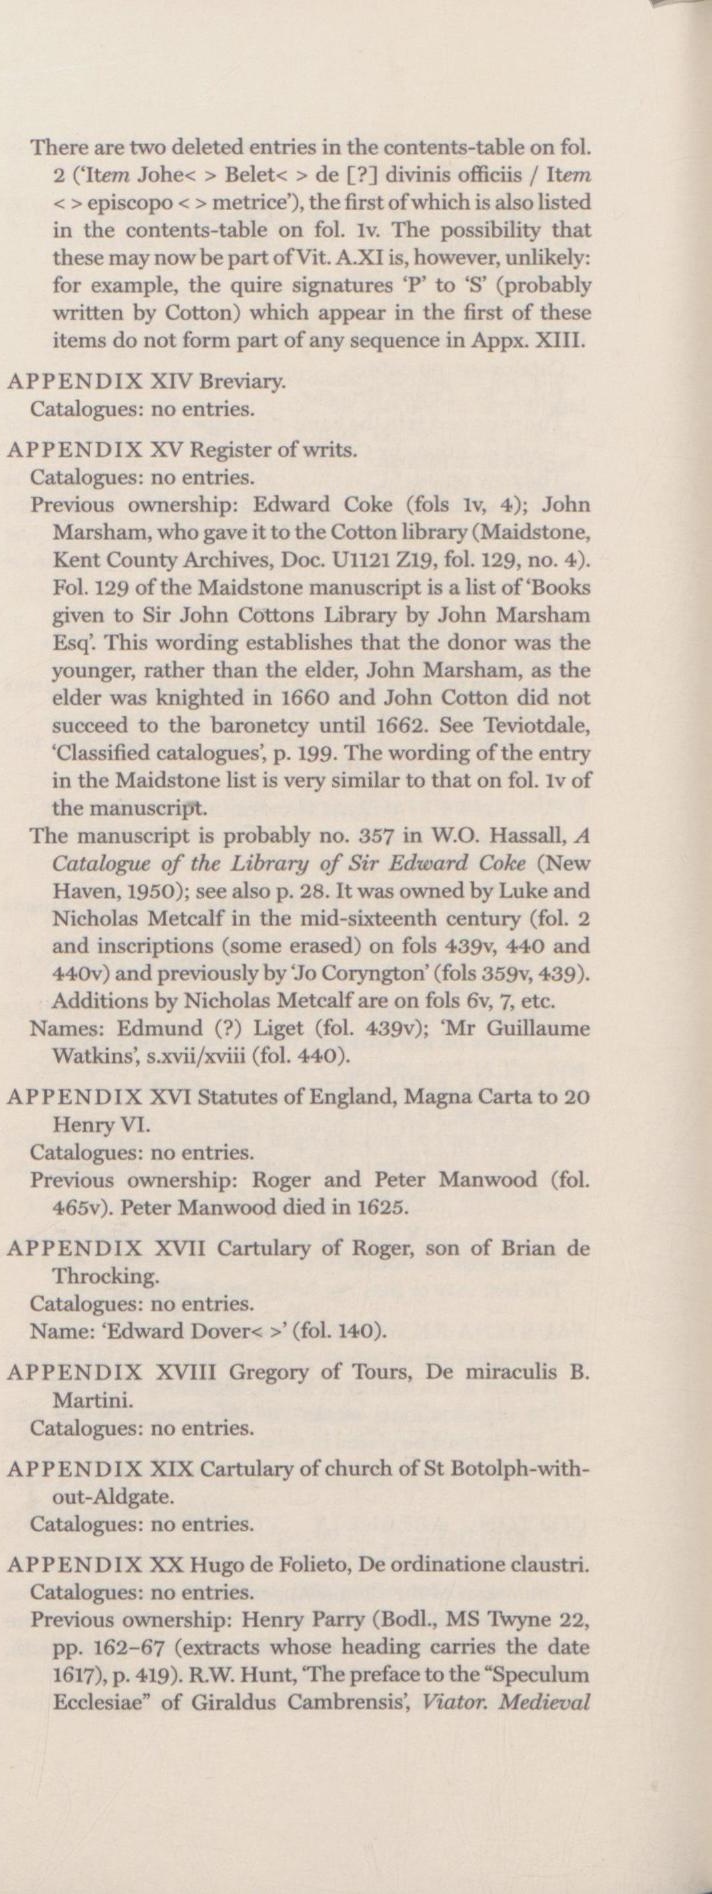 There are two deleted entries in the contents-table on fol.
2 (‘Item Johe< > Belet< > de [?] divinis officiis / Item
< > episcopo < > metrice’), the first of which is also listed
in the contents-table on fol. 1v. The possibility that
these may now be part of Vit. A.XI is, however, unlikely:
for example, the quire signatures ‘P’ to ‘S’ (probably
written by Cotton) which appear in the first of these
items do not form part of any sequence in Appx. XIII.
APPENDIX XIV Breviary.
Catalogues: no entries.
APPENDIX XV Register of writs.
Catalogues: no entries.
Previous ownership: Edward Coke (fols 1v, 4); John
Marsham, who gave it to the Cotton library (Maidstone,
Kent County Archives, Doc. U1121 Z19, fol. 129, no. 4).
Fol. 129 of the Maidstone manuscript is a list of ‘Books
given to Sir John Cottons Library by John Marsham
Esq’. This wording establishes that the donor was the
younger, rather than the elder, John Marsham, as the
elder was knighted in 1660 and John Cotton did not
succeed to the baronetcy until 1662. See Teviotdale,
‘Classified catalogues’, p. 199. The wording of the entry
in the Maidstone list is very similar to that on fol. 1v of
the manuscript.
The manuscript is probably no. 357 in W.O. Hassall, A
Catalogue of the Library of Sir Edward Coke (New
Haven, 1950); see also p. 28. It was owned by Luke and
Nicholas Metcalf in the mid-sixteenth century (fol. 2
and inscriptions (some erased) on fols 439v, 440 and
440v) and previously by ‘Jo Coryngton’ (fols 359v, 439).
Additions by Nicholas Metcalf are on fols 6v, 7, etc.
Names: Edmund (?) Liget (fol. 439v); ‘Mr Guillaume
Watkins’, s.xvii/xviii (fol. 440).
APPENDIX XVI Statutes of England, Magna Carta to 20
Henry VI.
Catalogues: no entries.
Previous ownership: Roger and Peter Manwood (fol.
465v). Peter Manwood died in 1625.
APPENDIX XVII Cartulary of Roger, son of Brian de
Throcking.
Catalogues: no entries.
Name: ‘Edward Dover< >’ (fol. 140).
APPENDIX XVIII Gregory of Tours, De miraculis B.
Martini.
Catalogues: no entries.
APPENDIX XIX Cartulary of church of St Botolph-with-
out-Aldgate.
Catalogues: no entries.
APPENDIX XX Hugo de Folieto, De ordinatione claustri.
Catalogues: no entries.
Previous ownership: Henry Parry (Bodl., MS Twyne 22,
pp. 162–67 (extracts whose heading carries the date
1617), p. 419). R.W. Hunt, ‘The preface to the “Speculum
Ecclesiae” of Giraldus Cambrensis’, Viator. Medieval